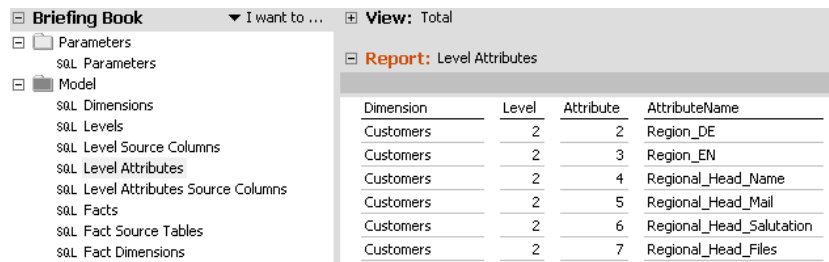 Briefing Book
I want to ...
Parameters
SQL Parameters
Model
SQL Dimensions
SQL Levels
SQL Level Source Columns
SQL Level Attributes
SQL Level Attributes Source Columns
SQL Facts
SQL Fact Source Tables
SQL Fact Dimensions
View: Total
Report: Level Attributes
Dimension Level Attribute AttributeName
Customers 2 2 Region_DE
Customers 2 3 Region_EN
Customers 2 4 Regional_Head_Name
Customers 2 5 Regional_Head_Mail
Customers 2 6 Regional_Head_Salutation
Customers 2 7 Regional_Head_Files